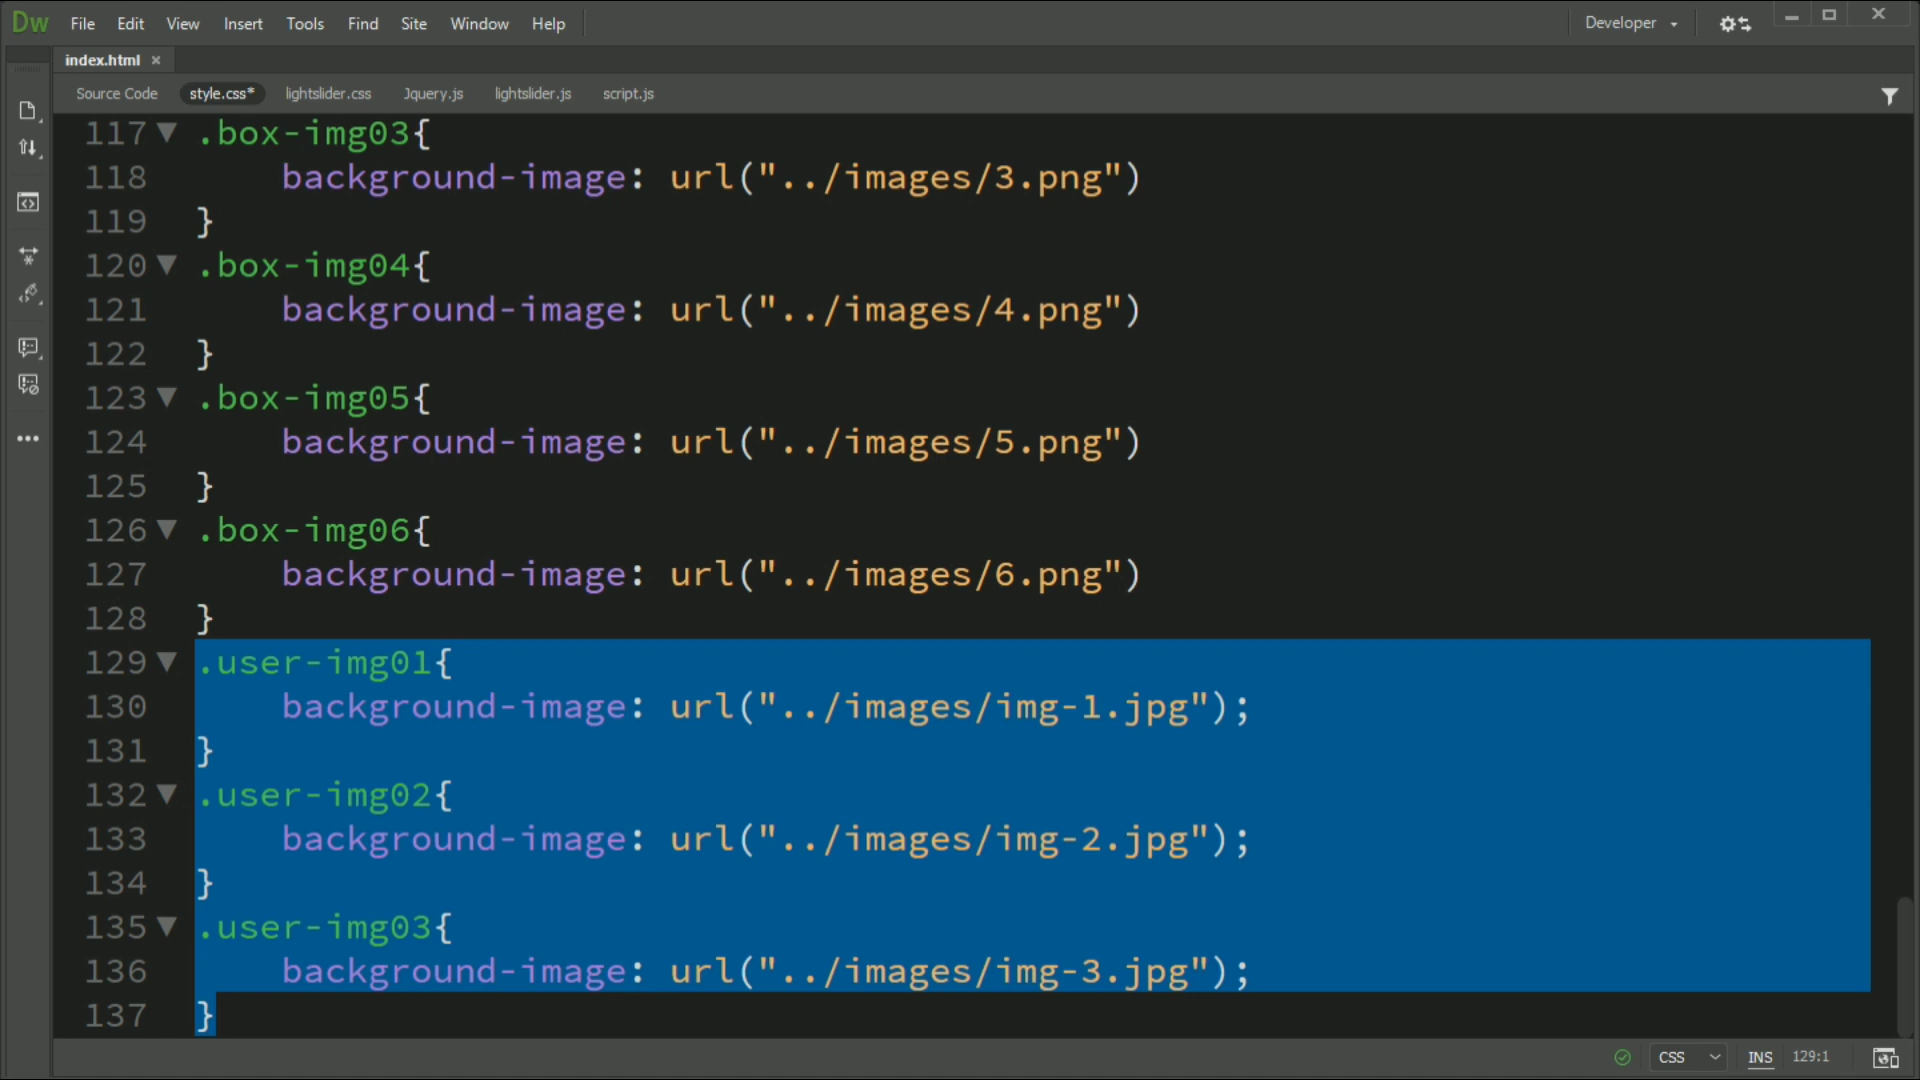 Dw File Edit View Insert Tools Find Site Window Help Developer
index.html
Source Code style.css* lightslider.css Jquery.js lightslider.js script.js
117 .box-img03{
118 background-image: url("../images/3.png")
119 }
120 .box-img04{
121 background-image: url("../images/4.png")
122 }
123 .box-img05{
124 background-image: url("../images/5.png")
125 }
126 .box-img06{
127 background-image: url("../images/6.png")
128 }
129 .user-img01{
130 background-image: url("../images/img-1.jpg");
131 }
132 .user-img02{
133 background-image: url("../images/img-2.jpg");
134 }
135 .user-img03{
136 background-image: url("../images/img-3.jpg");
137 }
CSS INS 129:1